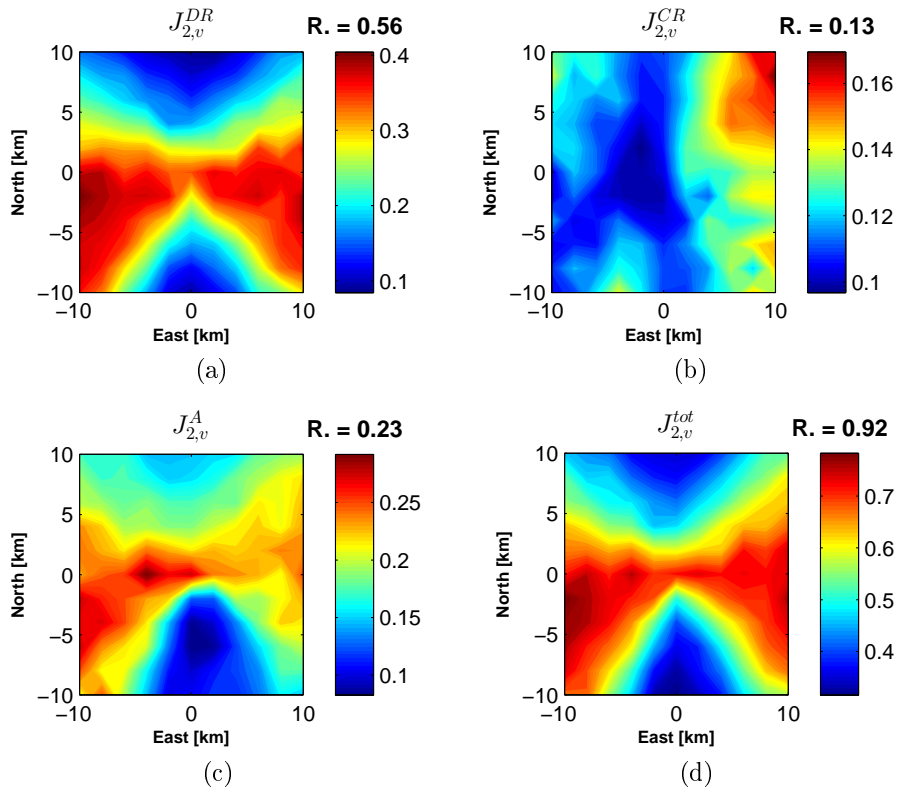 J_{2,v}^{DR} R. = 0.56
10
5
0
−5
−10
North [km]
−10 0 10
East [km]
0.4
0.3
0.2
0.1
(a)
J_{2,v}^{CR} R. = 0.13
10
5
0
−5
−10
North [km]
−10 0 10
East [km]
0.16
0.14
0.12
0.1
(b)
J_{2,v}^{A} R. = 0.23
10
5
0
−5
−10
North [km]
−10 0 10
East [km]
0.25
0.2
0.15
0.1
(c)
J_{2,v}^{tot} R. = 0.92
10
5
0
−5
−10
North [km]
−10 0 10
East [km]
0.7
0.6
0.5
0.4
(d)